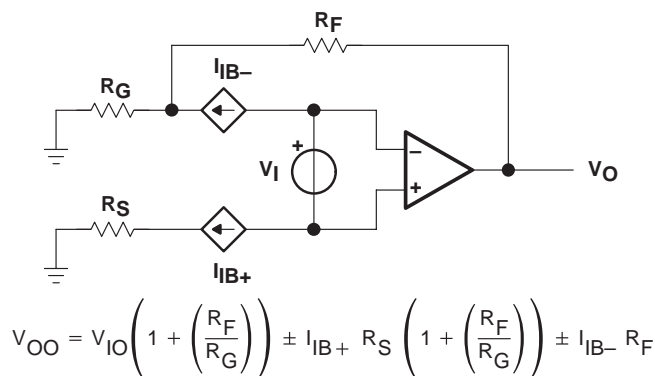 RF
RG
IIB−
+
VI
−
+
VO
RS
IIB+
VOO = VIO(1 + (RF/RG)) ± IIB+ RS (1 + (RF/RG)) ± IIB− RF